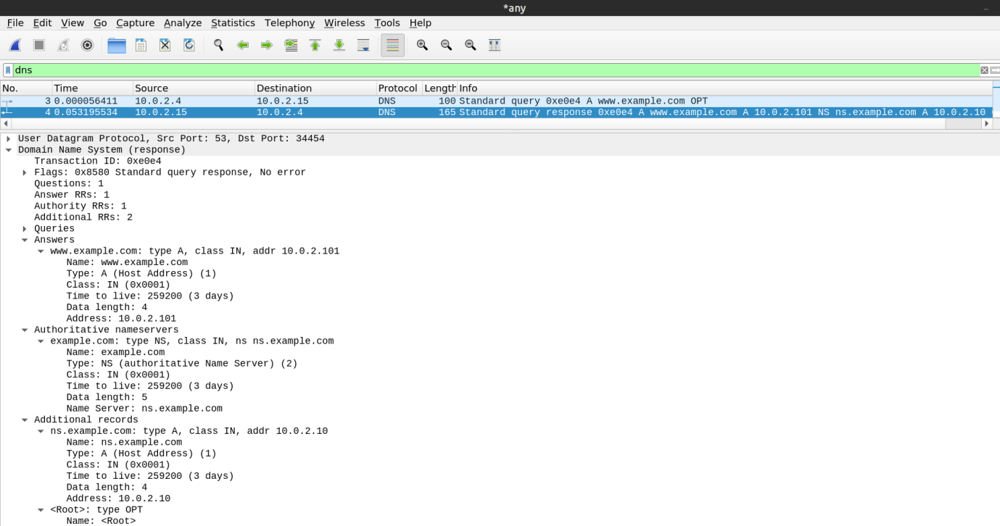 *any
File Edit View Go Capture Analyze Statistics Telephony Wireless Tools Help
dns
No. Time Source Destination Protocol Length Info
3 0.000056411 10.0.2.4 10.0.2.15 DNS 100 Standard query 0xe0e4 A www.example.com OPT
4 0.053195534 10.0.2.15 10.0.2.4 DNS 165 Standard query response 0xe0e4 A www.example.com A 10.0.2.101 NS ns.example.com A 10.0.2.10
User Datagram Protocol, Src Port: 53, Dst Port: 34454
Domain Name System (response)
Transaction ID: 0xe0e4
Flags: 0x8580 Standard query response, No error
Questions: 1
Answer RRs: 1
Authority RRs: 1
Additional RRs: 2
Queries
Answers
www.example.com: type A, class IN, addr 10.0.2.101
Name: www.example.com
Type: A (Host Address) (1)
Class: IN (0x0001)
Time to live: 259200 (3 days)
Data length: 4
Address: 10.0.2.101
Authoritative nameservers
example.com: type NS, class IN, ns ns.example.com
Name: example.com
Type: NS (authoritative Name Server) (2)
Class: IN (0x0001)
Time to live: 259200 (3 days)
Data length: 5
Name Server: ns.example.com
Additional records
ns.example.com: type A, class IN, addr 10.0.2.10
Name: ns.example.com
Type: A (Host Address) (1)
Class: IN (0x0001)
Time to live: 259200 (3 days)
Data length: 4
Address: 10.0.2.10
<Root>: type OPT
Name: <Root>